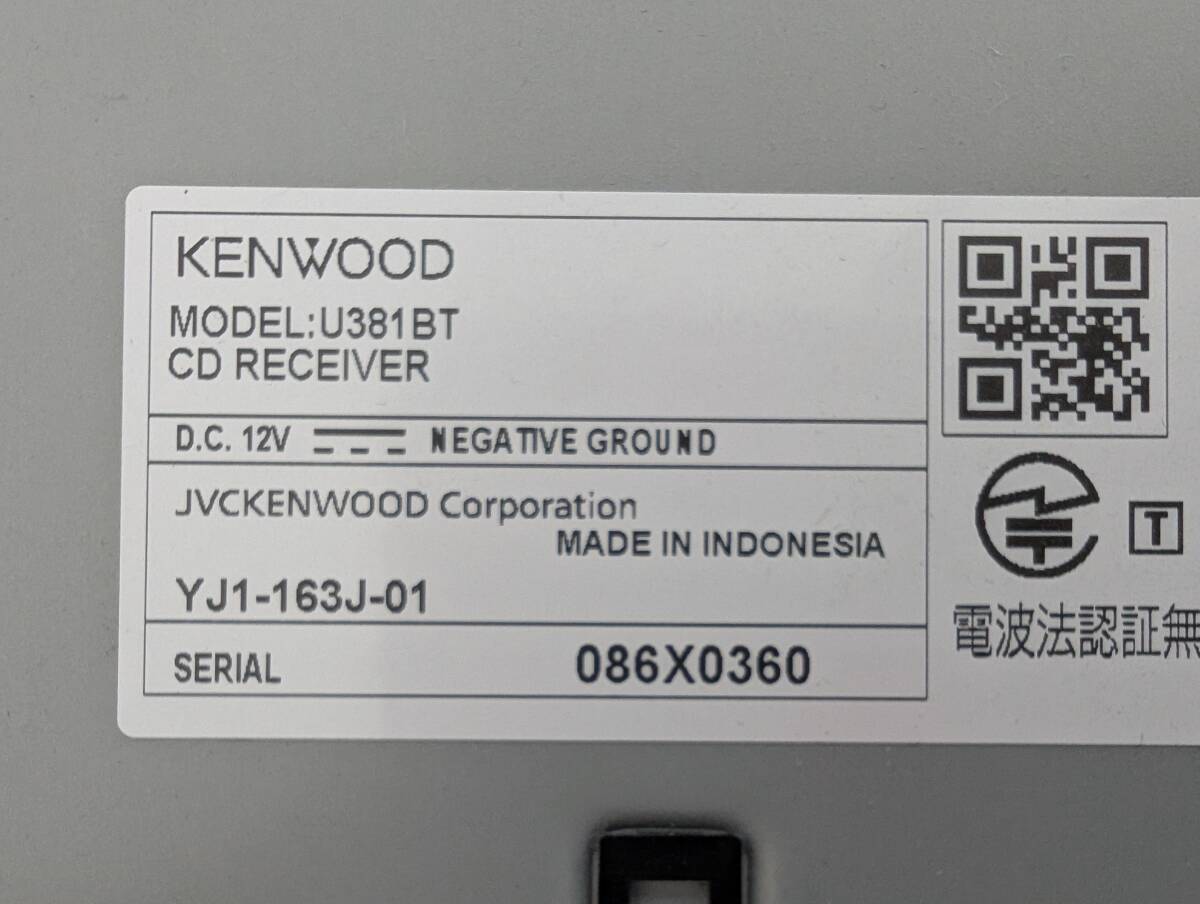 KENWOOD
MODEL:U381BT
CD RECEIVER
D.C. 12V NEGATIVE GROUND
JVCKENWOOD Corporation
MADE IN INDONESIA
YJ1-163J-01
SERIAL 086X0360
T
電波法認証無